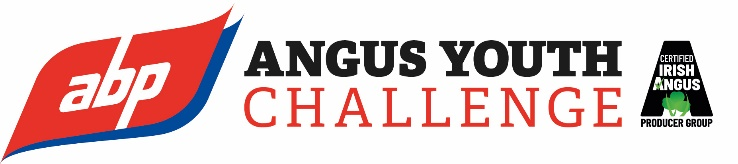 abp
ANGUS YOUTH
CHALLENGE
CERTIFIED
IRISH
ANGUS
PRODUCER GROUP